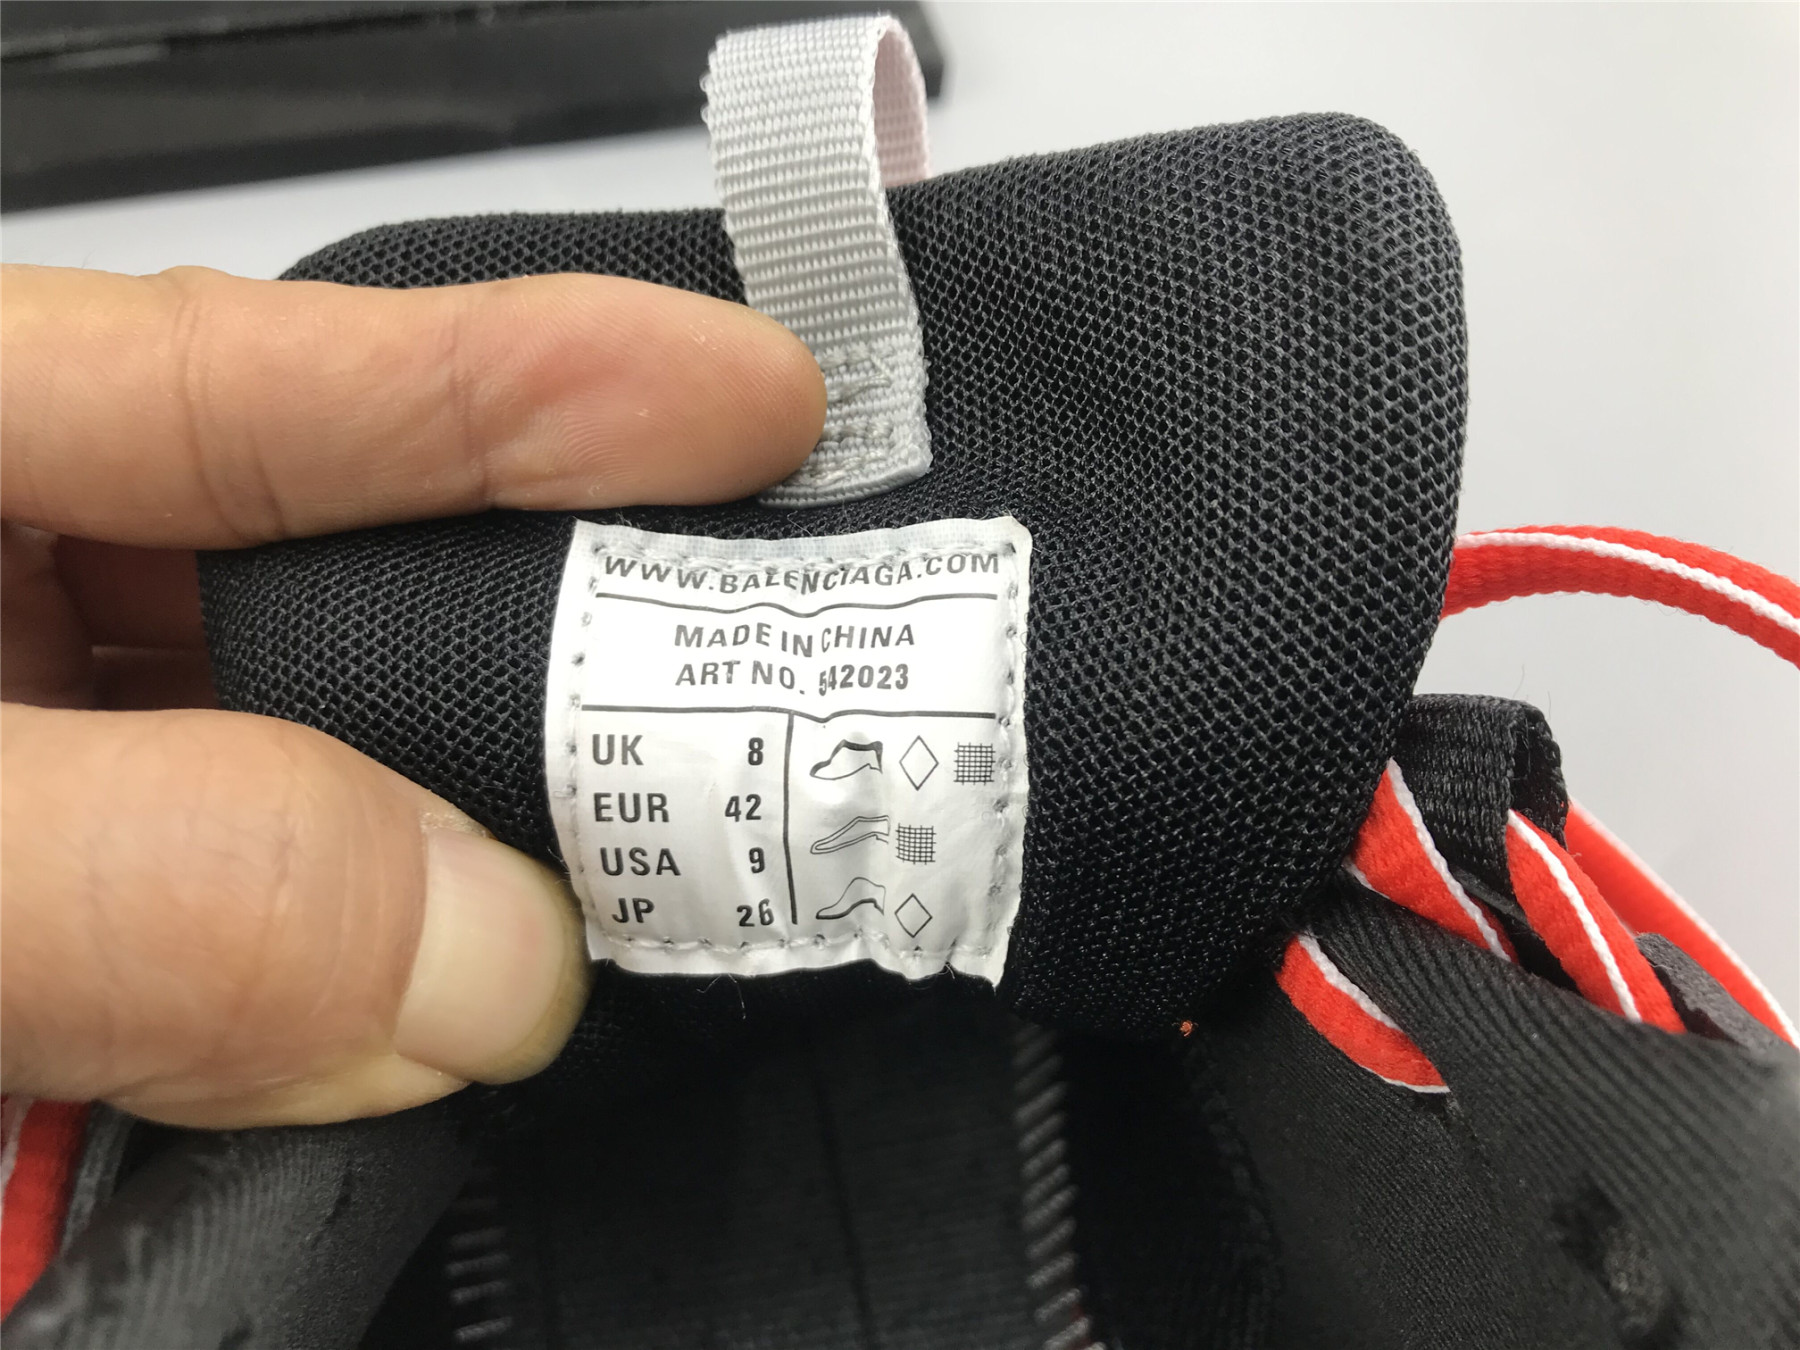 WWW.BALENCIAGA.COM
MADE IN CHINA
ART NO. 542023
UK 8
EUR 42
USA 9
JP 26